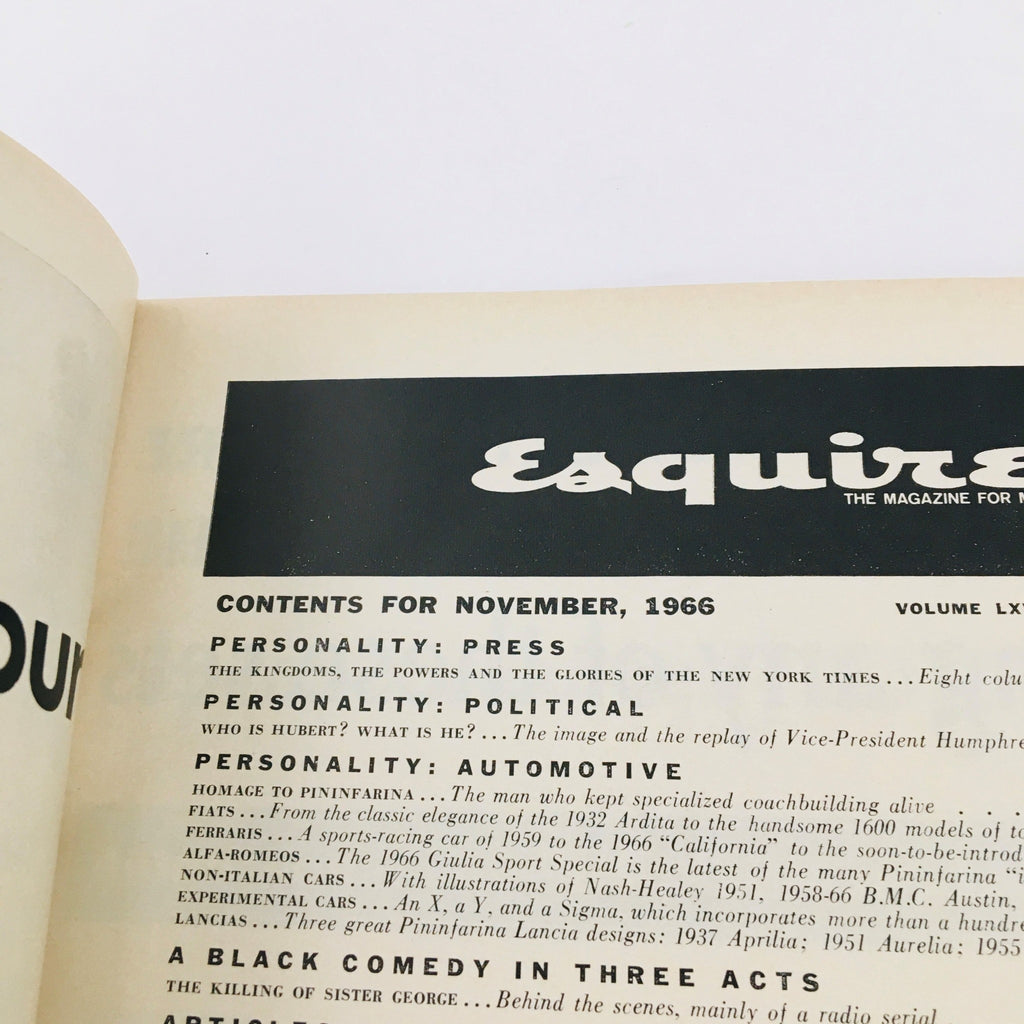 our
Esquire
THE MAGAZINE FOR
CONTENTS FOR NOVEMBER, 1966 VOLUME
PERSONALITY: PRESS
THE KINGDOMS, THE POWERS AND THE GLORIES OF THE NEW YORK TIMES ... Eight
PERSONALITY: POLITICAL
WHO IS HUBERT? WHAT IS HE? ... The image and the replay of Vice-President Humphre
PERSONALITY: AUTOMOTIVE
HOMAGE TO PININFARINA ... The man who kept specialized coachbuilding alive . . .
FIATS ... From the classic elegance of the 1932 Ardita to the handsome 1600 models of
FERRARIS ... A sports-racing car of 1959 to the 1966 "California" to the soon-to-be-introd
ALFA-ROMEOS ... The 1966 Giulia Sport Special is the latest of the many Pininfarina
NON-ITALIAN CARS ... With illustrations of Nash-Healey 1951, 1958-66 B.M.C. Austin,
EXPERIMENTAL CARS ... An X, a Y, and a Sigma, which incorporates more than a hundre
LANCIAS ... Three great Pininfarina Lancia designs: 1937 Aprilia; 1951 Aurelia; 1955
A BLACK COMEDY IN THREE ACTS
THE KILLING OF SISTER GEORGE ... Behind the scenes, mainly of a radio serial
ARTICLES